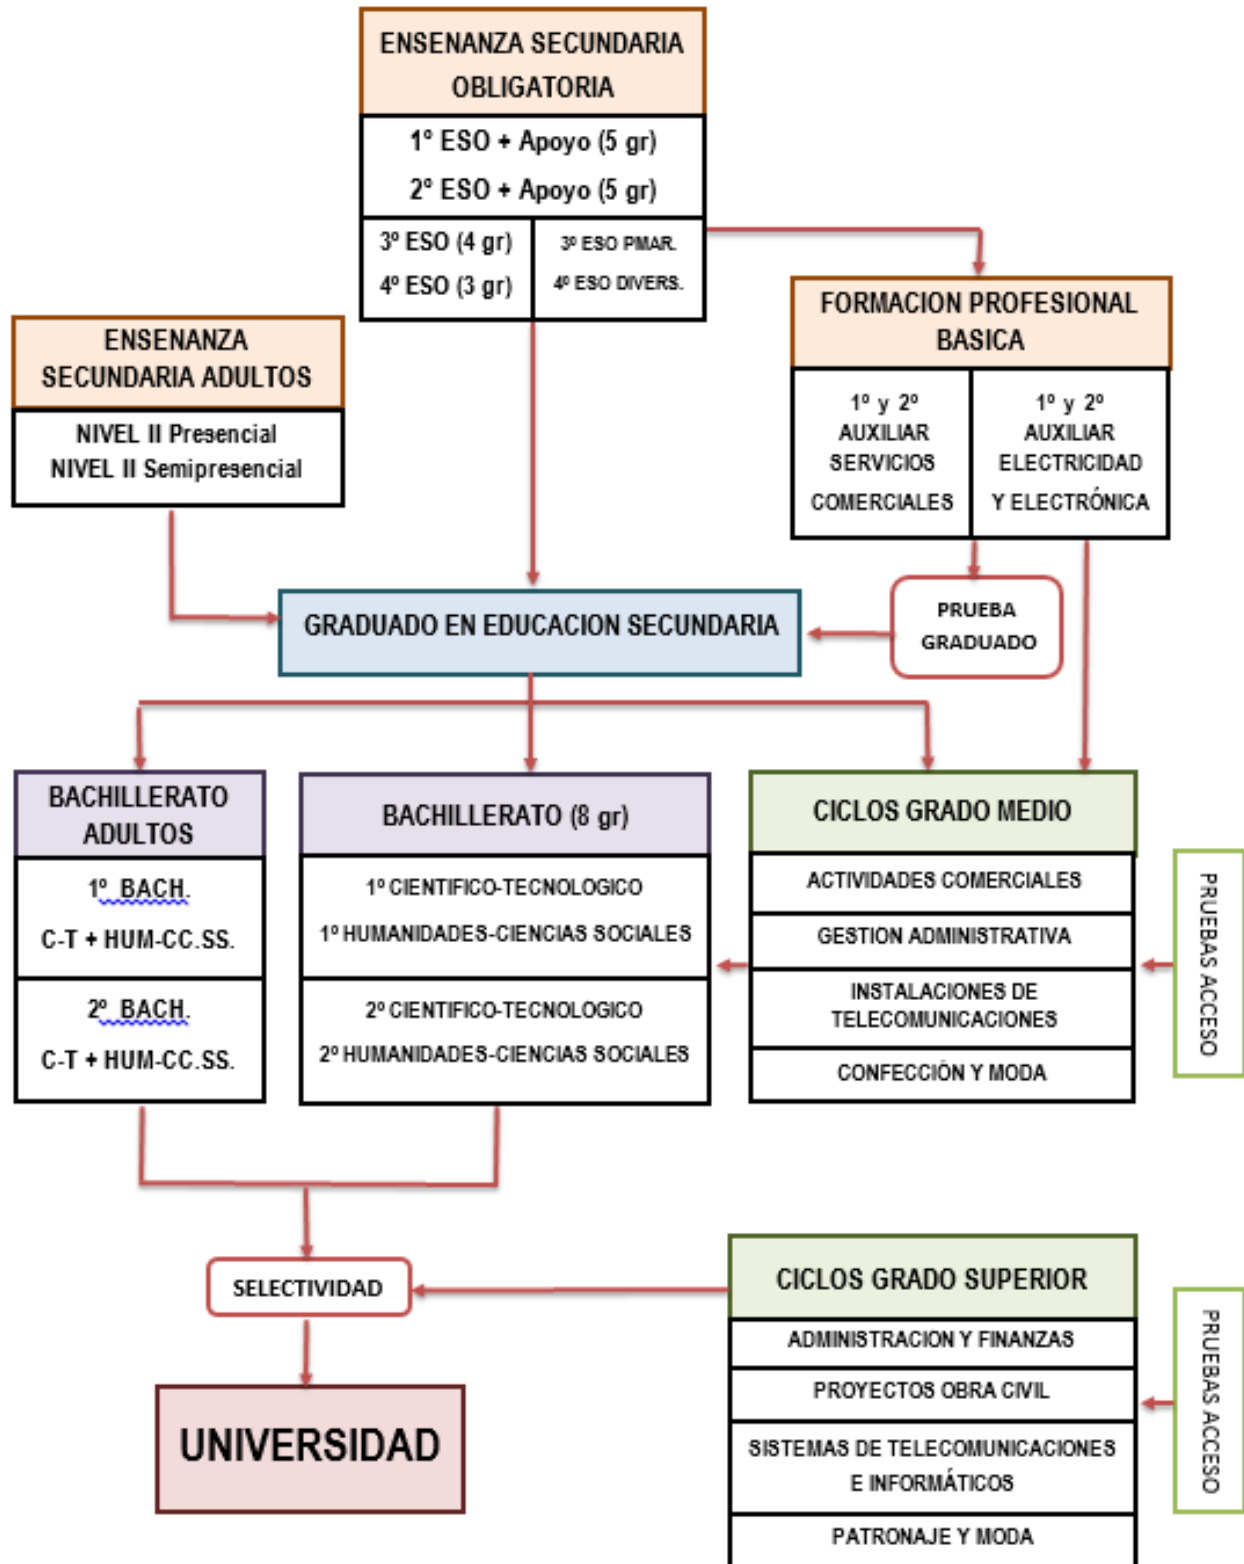 ENSENANZA SECUNDARIA
OBLIGATORIA
1º ESO + Apoyo (5 gr)
2º ESO + Apoyo (5 gr)
3º ESO (4 gr)
4º ESO (3 gr)
3º ESO PMAR.
4º ESO DIVERS.
FORMACION PROFESIONAL
BASICA
1º y 2º
AUXILIAR
SERVICIOS
COMERCIALES
1º y 2º
AUXILIAR
ELECTRICIDAD
Y ELECTRÓNICA
ENSENANZA
SECUNDARIA ADULTOS
NIVEL II Presencial
NIVEL II Semipresencial
GRADUADO EN EDUCACION SECUNDARIA
PRUEBA
GRADUADO
BACHILLERATO
ADULTOS
1º BACH.
C-T + HUM-CC.SS.
2º BACH.
C-T + HUM-CC.SS.
BACHILLERATO (8 gr)
1º CIENTIFICO-TECNOLOGICO
1º HUMANIDADES-CIENCIAS SOCIALES
2º CIENTIFICO-TECNOLOGICO
2º HUMANIDADES-CIENCIAS SOCIALES
CICLOS GRADO MEDIO
ACTIVIDADES COMERCIALES
GESTION ADMINISTRATIVA
INSTALACIONES DE
TELECOMUNICACIONES
CONFECCIÓN Y MODA
PRUEBAS ACCESO
SELECTIVIDAD
UNIVERSIDAD
CICLOS GRADO SUPERIOR
ADMINISTRACION Y FINANZAS
PROYECTOS OBRA CIVIL
SISTEMAS DE TELECOMUNICACIONES
E INFORMÁTICOS
PATRONAJE Y MODA
PRUEBAS ACCESO